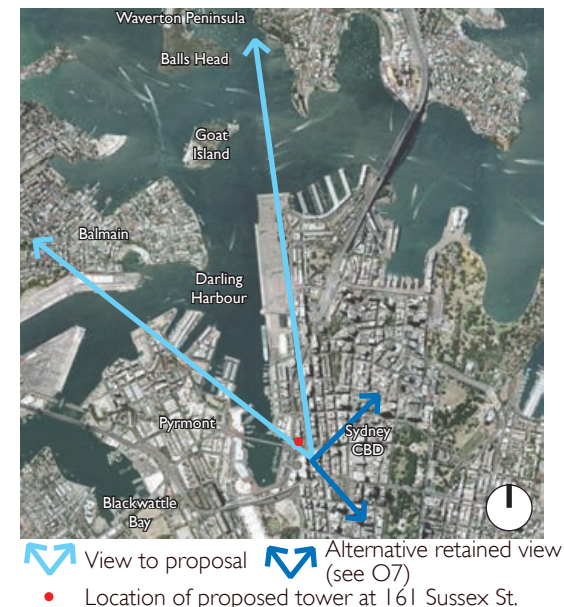 Waverton Peninsula
Balls Head
Goat
Island
Balmain
Darling
Harbour
Pyrmont
Sydney
CBD
Blackwattle
Bay
View to proposal
Alternative retained view
(see O7)
Location of proposed tower at 161 Sussex St.